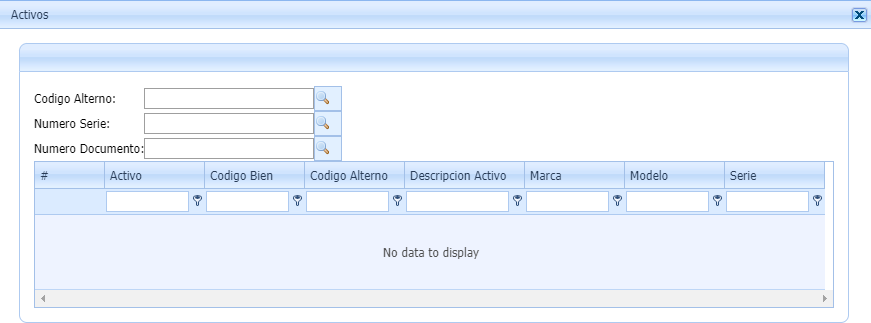 Activos
Codigo Alterno:
Numero Serie:
Numero Documento:
# Activo Codigo Bien Codigo Alterno Descripcion Activo Marca Modelo Serie
No data to display